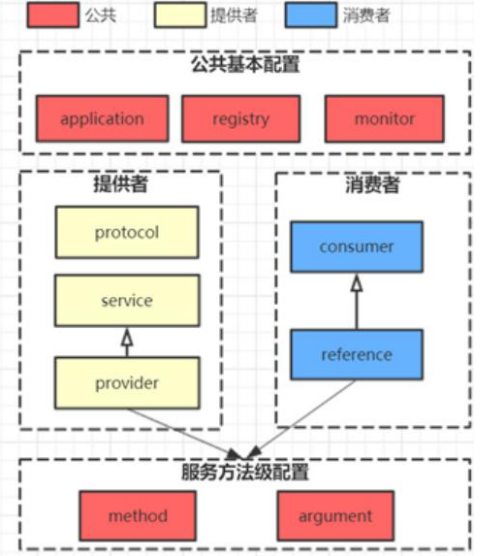 公共 提供者 消费者
公共基本配置
application registry monitor
提供者
protocol
service
provider
消费者
consumer
reference
服务方法级配置
method argument